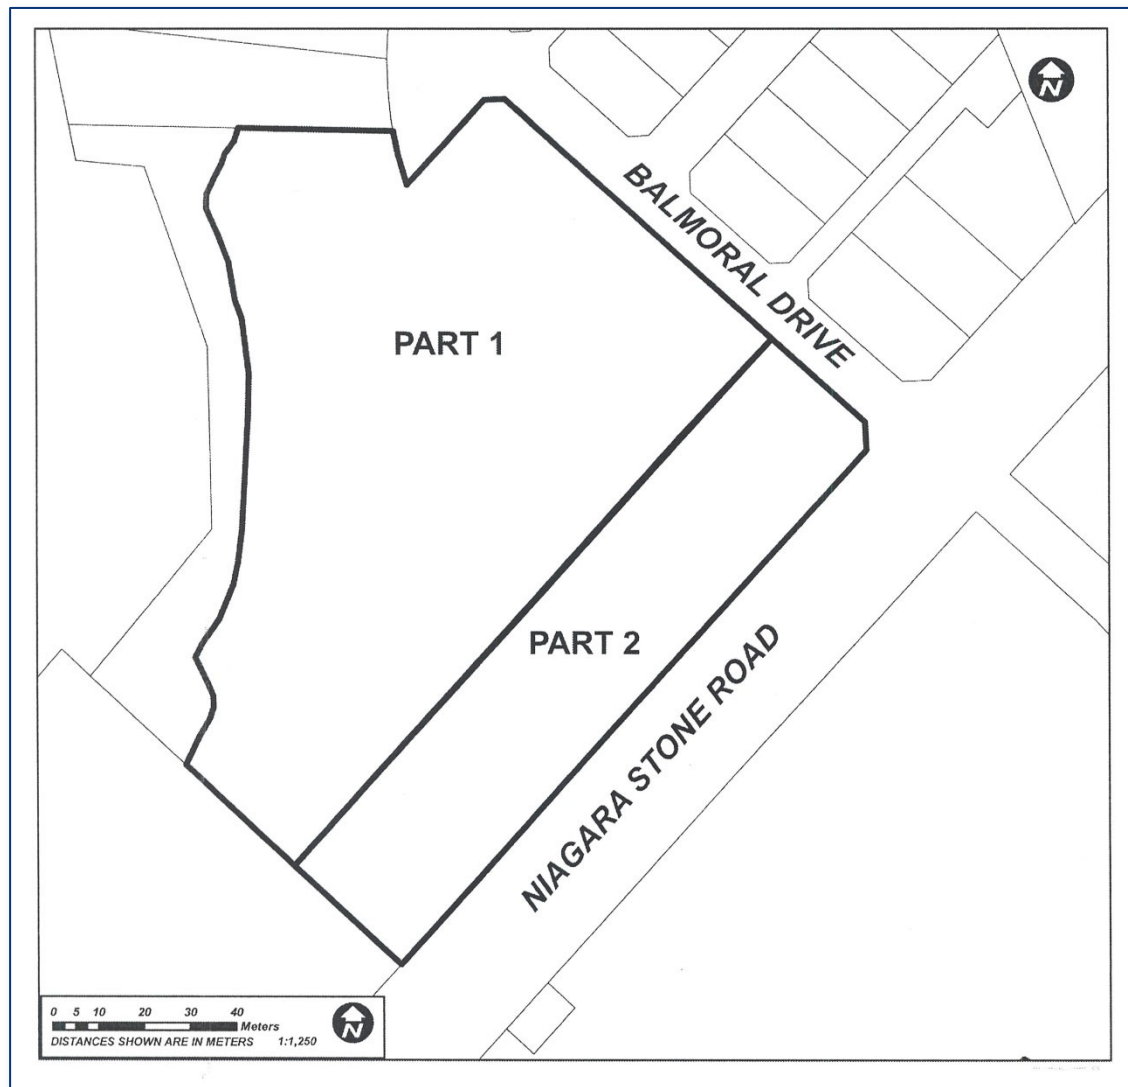 N
BALMORAL DRIVE
PART 1
PART 2
NIAGARA STONE ROAD
0 5 10 20 30 40
Meters
DISTANCES SHOWN ARE IN METERS 1:1,250
N